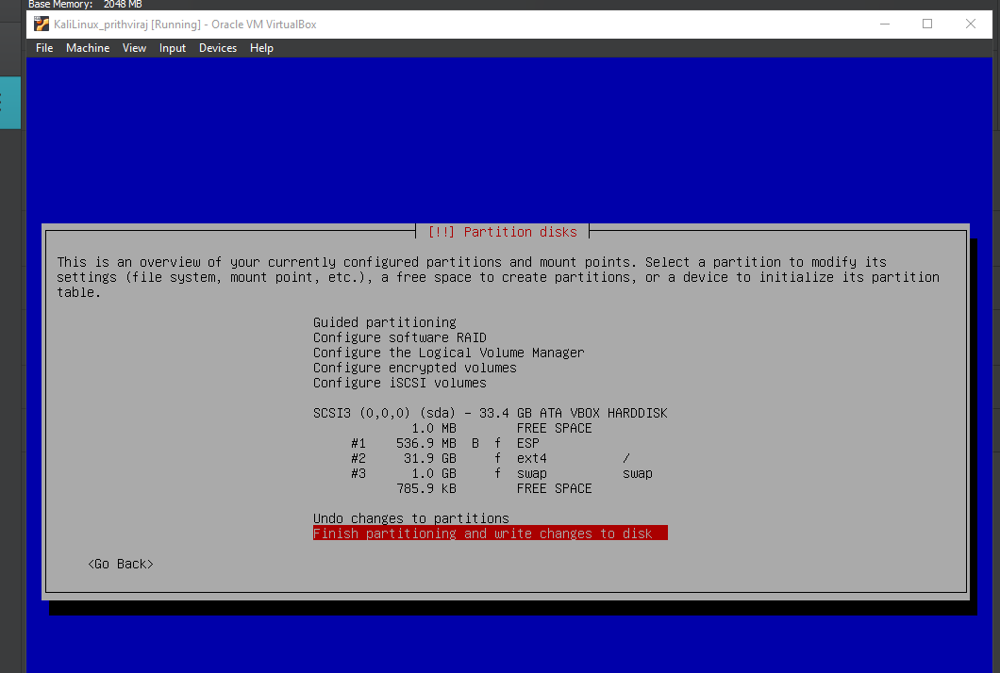 Base Memory: 2048 MB
KaliLinux_prithviraj [Running] - Oracle VM VirtualBox
File Machine View Input Devices Help
[!!] Partition disks
This is an overview of your currently configured partitions and mount points. Select a partition to modify its
settings (file system, mount point, etc.), a free space to create partitions, or a device to initialize its partition
table.
Guided partitioning
Configure software RAID
Configure the Logical Volume Manager
Configure encrypted volumes
Configure iSCSI volumes
SCSI3 (0,0,0) (sda) - 33.4 GB ATA VBOX HARDDISK
1.0 MB FREE SPACE
#1 536.9 MB B f ESP
#2 31.9 GB f ext4 /
#3 1.0 GB f swap swap
785.9 kB FREE SPACE
Undo changes to partitions
Finish partitioning and write changes to disk
<Go Back>